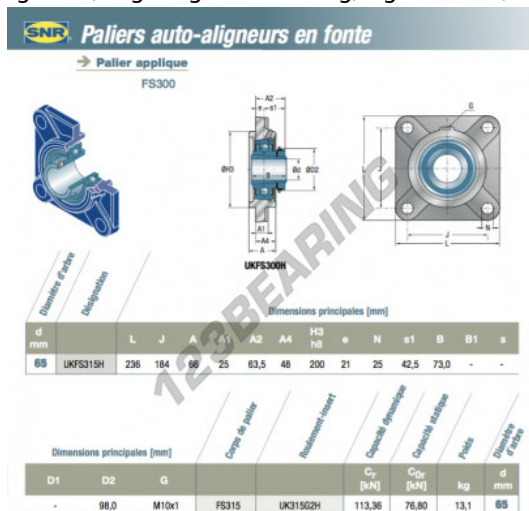 SNR Paliers auto-aligneurs en fonte
Palier applique
FS300
A2
e s1
G
ØH3
Ød
ØD2
L
J
A1
A4
A
N
J
L
UKFS300H
123BEARING
Diamètre d'arbre
Désignation
Dimensions principales [mm]
d mm L J A A1 A2 A4 H3 h8 e N s1 B B1 s
65 UKFS315H 236 184 66 25 63,5 48 200 21 25 42,5 73,0 - -
Dimensions principales [mm]
Corps de palier
Roulement-insert
Capacité dynamique
Capacité statique
Poids
Diamètre d'arbre
D1 D2 G Cr [kN] C0r [kN] kg d mm
- 98,0 M10x1 FS315 UK315G2H 113,36 76,80 13,1 65